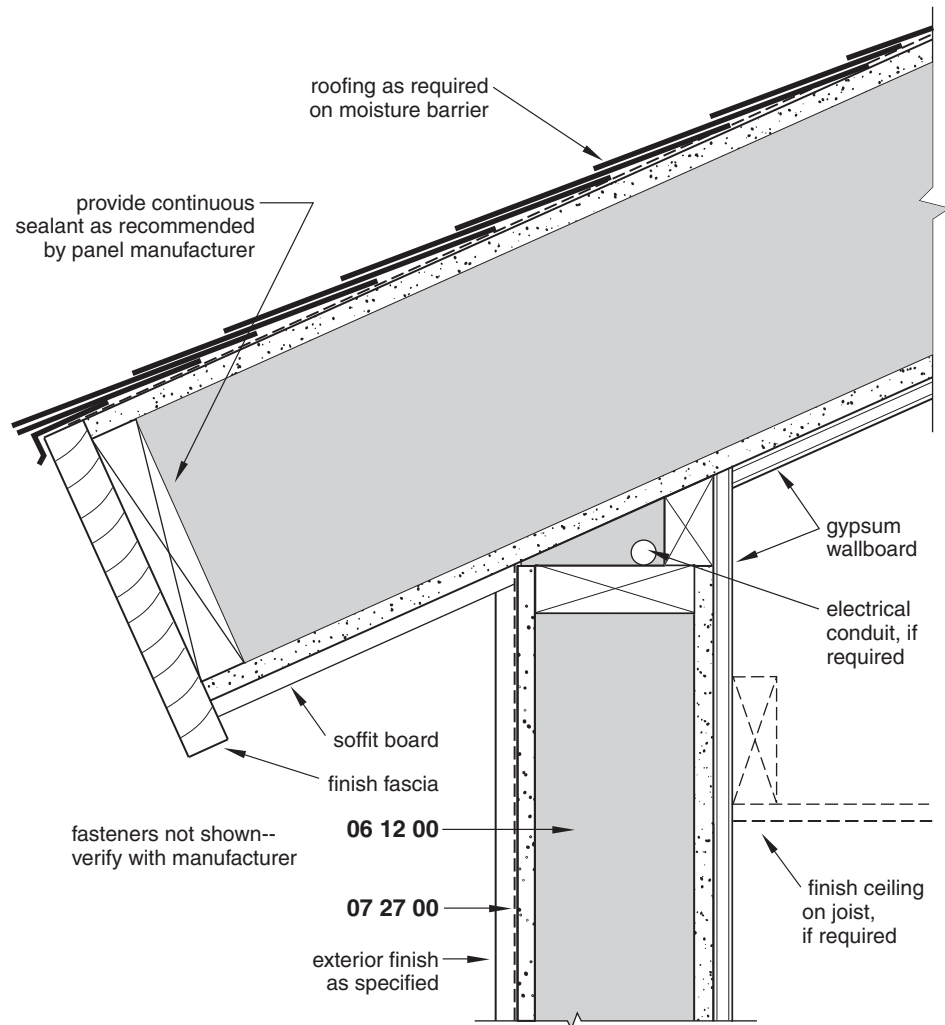 roofing as required
on moisture barrier
provide continuous
sealant as recommended
by panel manufacturer
gypsum
wallboard
electrical
conduit, if
required
soffit board
finish fascia
fasteners not shown--
verify with manufacturer
06 12 00
07 27 00
exterior finish
as specified
finish ceiling
on joist,
if required